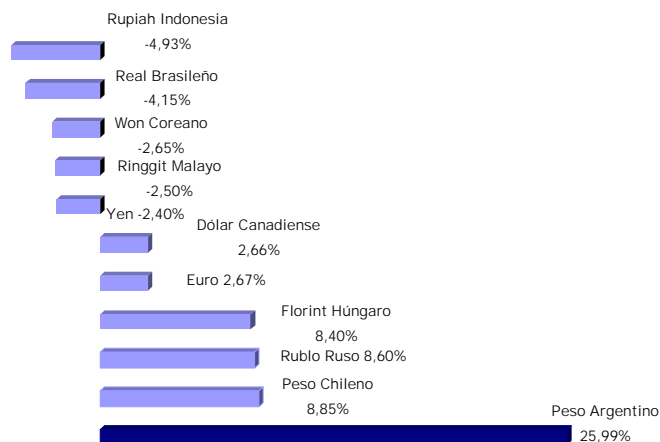 Rupiah Indonesia
-4,93%
Real Brasileño
-4,15%
Won Coreano
-2,65%
Ringgit Malayo
-2,50%
Yen -2,40%
Dólar Canadiense
2,66%
Euro 2,67%
Florint Húngaro
8,40%
Rublo Ruso 8,60%
Peso Chileno
8,85%
Peso Argentino
25,99%